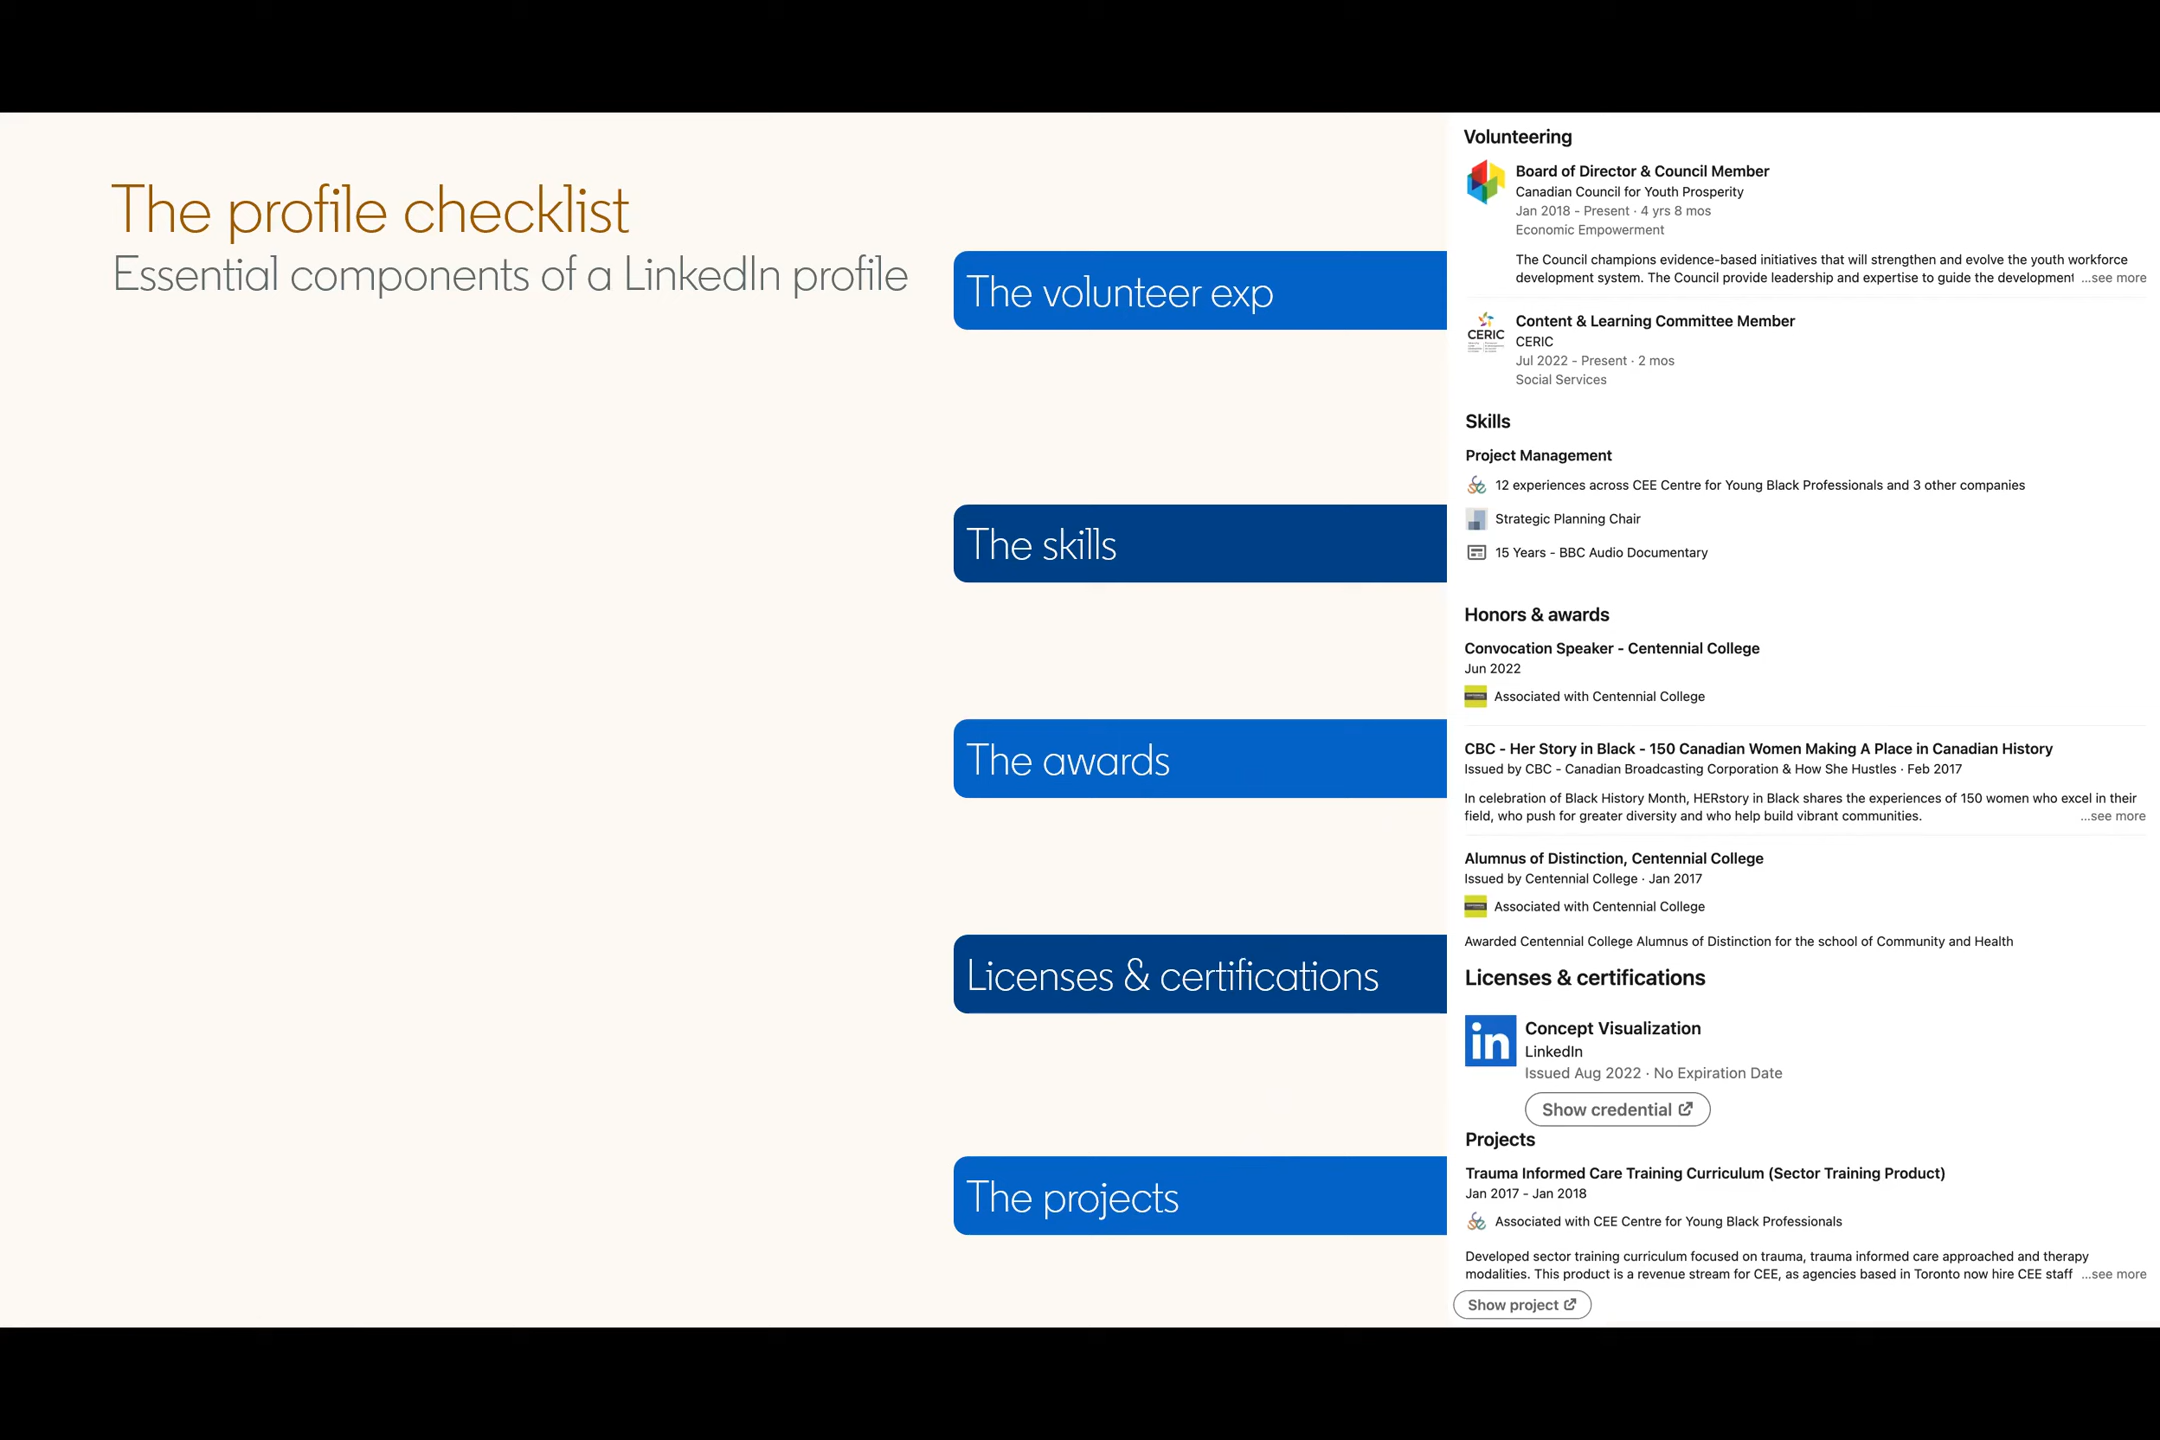 The profile checklist
Essential components of a LinkedIn profile
The volunteer exp
The skills
The awards
Licenses & certifications
The projects
Volunteering
Board of Director & Council Member
Canadian Council for Youth Prosperity
Jan 2018 - Present · 4 yrs 8 mos
Economic Empowerment
The Council champions evidence-based initiatives that will strengthen and evolve the youth workforce
development system. The Council provide leadership and expertise to guide the development ...see more
CERIC
Content & Learning Committee Member
CERIC
Jul 2022 - Present · 2 mos
Social Services
Skills
Project Management
12 experiences across CEE Centre for Young Black Professionals and 3 other companies
Strategic Planning Chair
15 Years - BBC Audio Documentary
Honors & awards
Convocation Speaker - Centennial College
Jun 2022
Associated with Centennial College
CBC - Her Story in Black - 150 Canadian Women Making A Place in Canadian History
Issued by CBC - Canadian Broadcasting Corporation & How She Hustles · Feb 2017
In celebration of Black History Month, HERstory in Black shares the experiences of 150 women who excel in their
field, who push for greater diversity and who help build vibrant communities. ...see more
Alumnus of Distinction, Centennial College
Issued by Centennial College · Jan 2017
Associated with Centennial College
Awarded Centennial College Alumnus of Distinction for the school of Community and Health
Licenses & certifications
in
Concept Visualization
LinkedIn
Issued Aug 2022 · No Expiration Date
Show credential
Projects
Trauma Informed Care Training Curriculum (Sector Training Product)
Jan 2017 - Jan 2018
Associated with CEE Centre for Young Black Professionals
Developed sector training curriculum focused on trauma, trauma informed care approached and therapy
modalities. This product is a revenue stream for CEE, as agencies based in Toronto now hire CEE staff ...see more
Show project